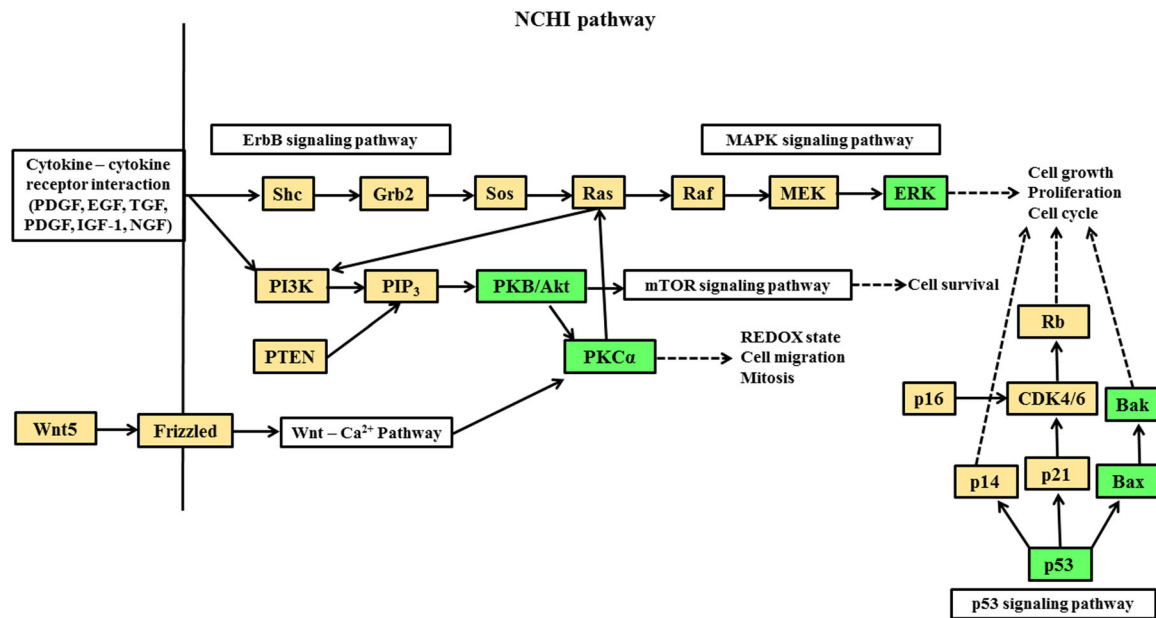 NCHI pathway
ErbB signaling pathway
MAPK signaling pathway
Cytokine – cytokine
receptor interaction
(PDGF, EGF, TGF,
PDGF, IGF-1, NGF)
Shc
Grb2
Sos
Ras
Raf
MEK
ERK
Cell growth
Proliferation
Cell cycle
PI3K
PIP₃
PKB/Akt
mTOR signaling pathway
Cell survival
PTEN
PKCα
REDOX state
Cell migration
Mitosis
Rb
p16
CDK4/6
Bak
Wnt5
Frizzled
Wnt – Ca²⁺ Pathway
p14
p21
Bax
p53
p53 signaling pathway